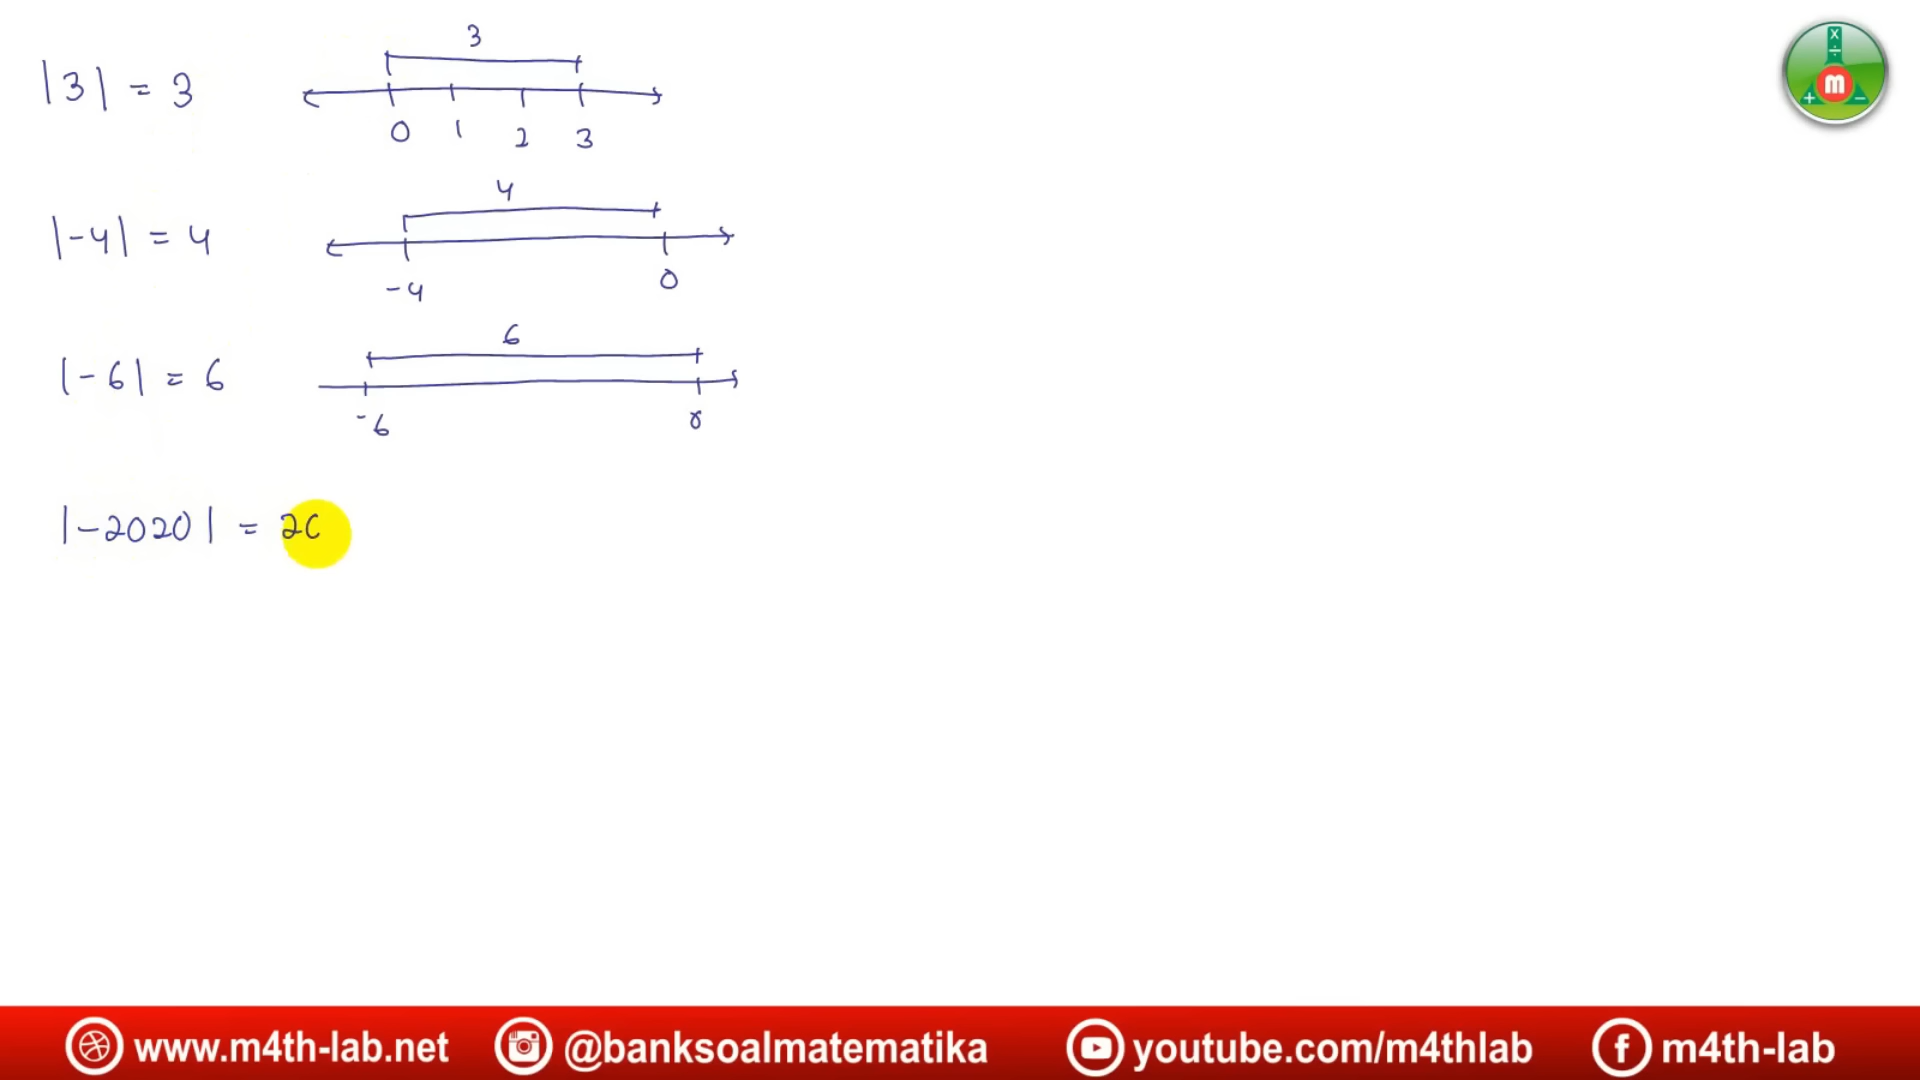 3
|3| = 3
0 1 2 3
4
|-4| = 4
-4 0
6
|-6| = 6
-6 0
|-2020| = 20
x
÷
m
+ -
www.m4th-lab.net @banksoalmatematika youtube.com/m4thlab m4th-lab